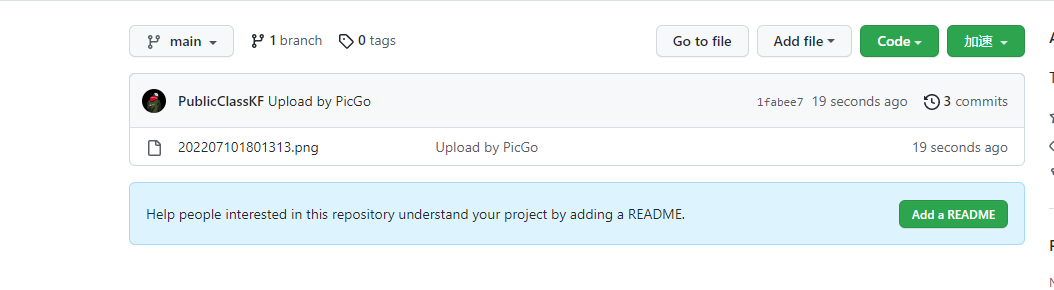 main 1 branch 0 tags Go to file Add file Code 加速
PublicClassKF Upload by PicGo 1fabee7 19 seconds ago 3 commits
202207101801313.png Upload by PicGo 19 seconds ago
Help people interested in this repository understand your project by adding a README. Add a README